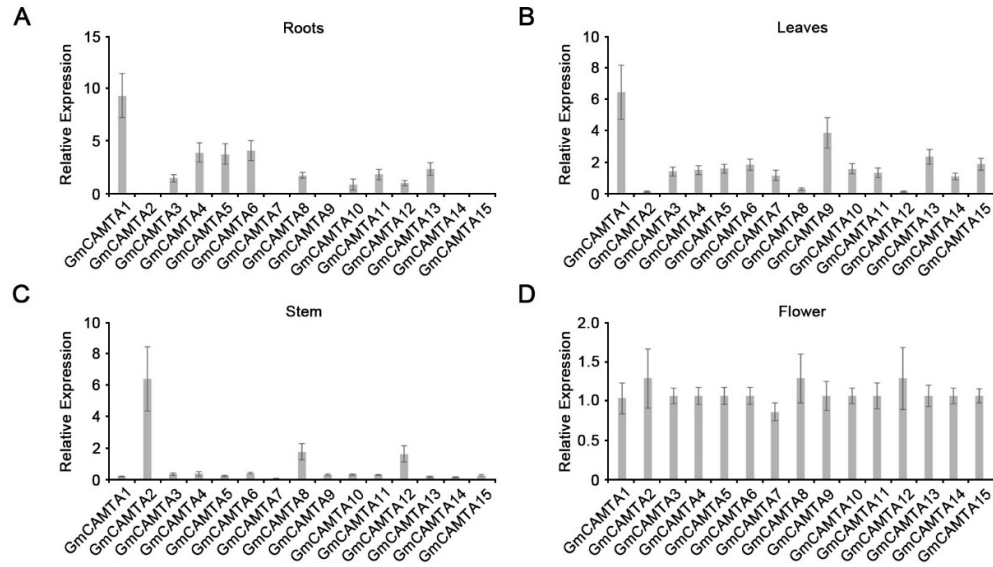 A
Roots
Relative Expression
15
10
5
0
GmCAMTA1
GmCAMTA2
GmCAMTA3
GmCAMTA4
GmCAMTA5
GmCAMTA6
GmCAMTA7
GmCAMTA8
GmCAMTA9
GmCAMTA10
GmCAMTA11
GmCAMTA12
GmCAMTA13
GmCAMTA14
GmCAMTA15
B
Leaves
Relative Expression
10
8
6
4
2
0
GmCAMTA1
GmCAMTA2
GmCAMTA3
GmCAMTA4
GmCAMTA5
GmCAMTA6
GmCAMTA7
GmCAMTA8
GmCAMTA9
GmCAMTA10
GmCAMTA11
GmCAMTA12
GmCAMTA13
GmCAMTA14
GmCAMTA15
C
Stem
Relative Expression
10
8
6
4
2
0
GmCAMTA1
GmCAMTA2
GmCAMTA3
GmCAMTA4
GmCAMTA5
GmCAMTA6
GmCAMTA7
GmCAMTA8
GmCAMTA9
GmCAMTA10
GmCAMTA11
GmCAMTA12
GmCAMTA13
GmCAMTA14
GmCAMTA15
D
Flower
Relative Expression
2.0
1.5
1.0
0.5
0
GmCAMTA1
GmCAMTA2
GmCAMTA3
GmCAMTA4
GmCAMTA5
GmCAMTA6
GmCAMTA7
GmCAMTA8
GmCAMTA9
GmCAMTA10
GmCAMTA11
GmCAMTA12
GmCAMTA13
GmCAMTA14
GmCAMTA15